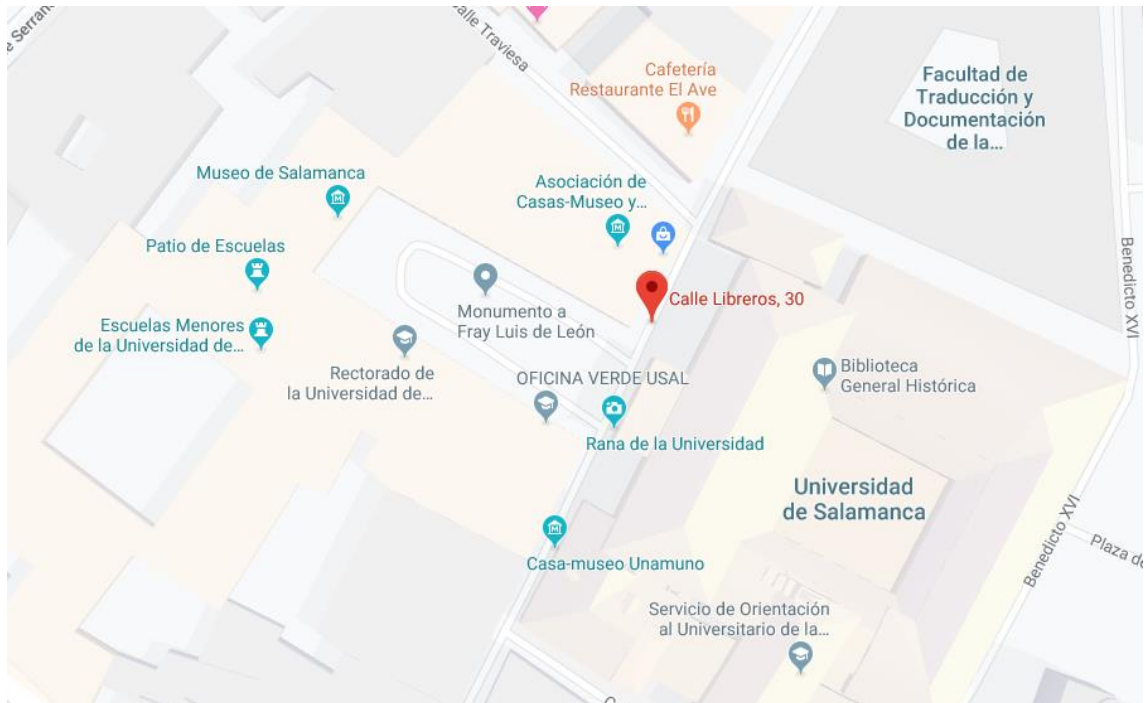 de Serran
Calle Traviesa
Cafetería
Restaurante El Ave
Facultad de
Traducción y
Documentación
de la...
Museo de Salamanca
Asociación de
Casas-Museo y...
Patio de Escuelas
Benedicto XVI
Calle Libreros, 30
Monumento a
Fray Luis de León
Escuelas Menores
de la Universidad de...
Rectorado de
la Universidad de...
OFICINA VERDE USAL
Biblioteca
General Histórica
Rana de la Universidad
Universidad
de Salamanca
Benedicto XVI
Plaza de
Casa-museo Unamuno
Servicio de Orientación
al Universitario de la...